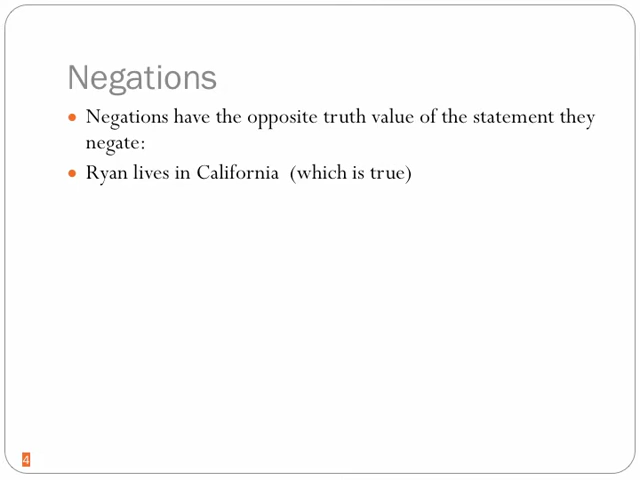 Negations
• Negations have the opposite truth value of the statement they
negate:
• Ryan lives in California (which is true)
4